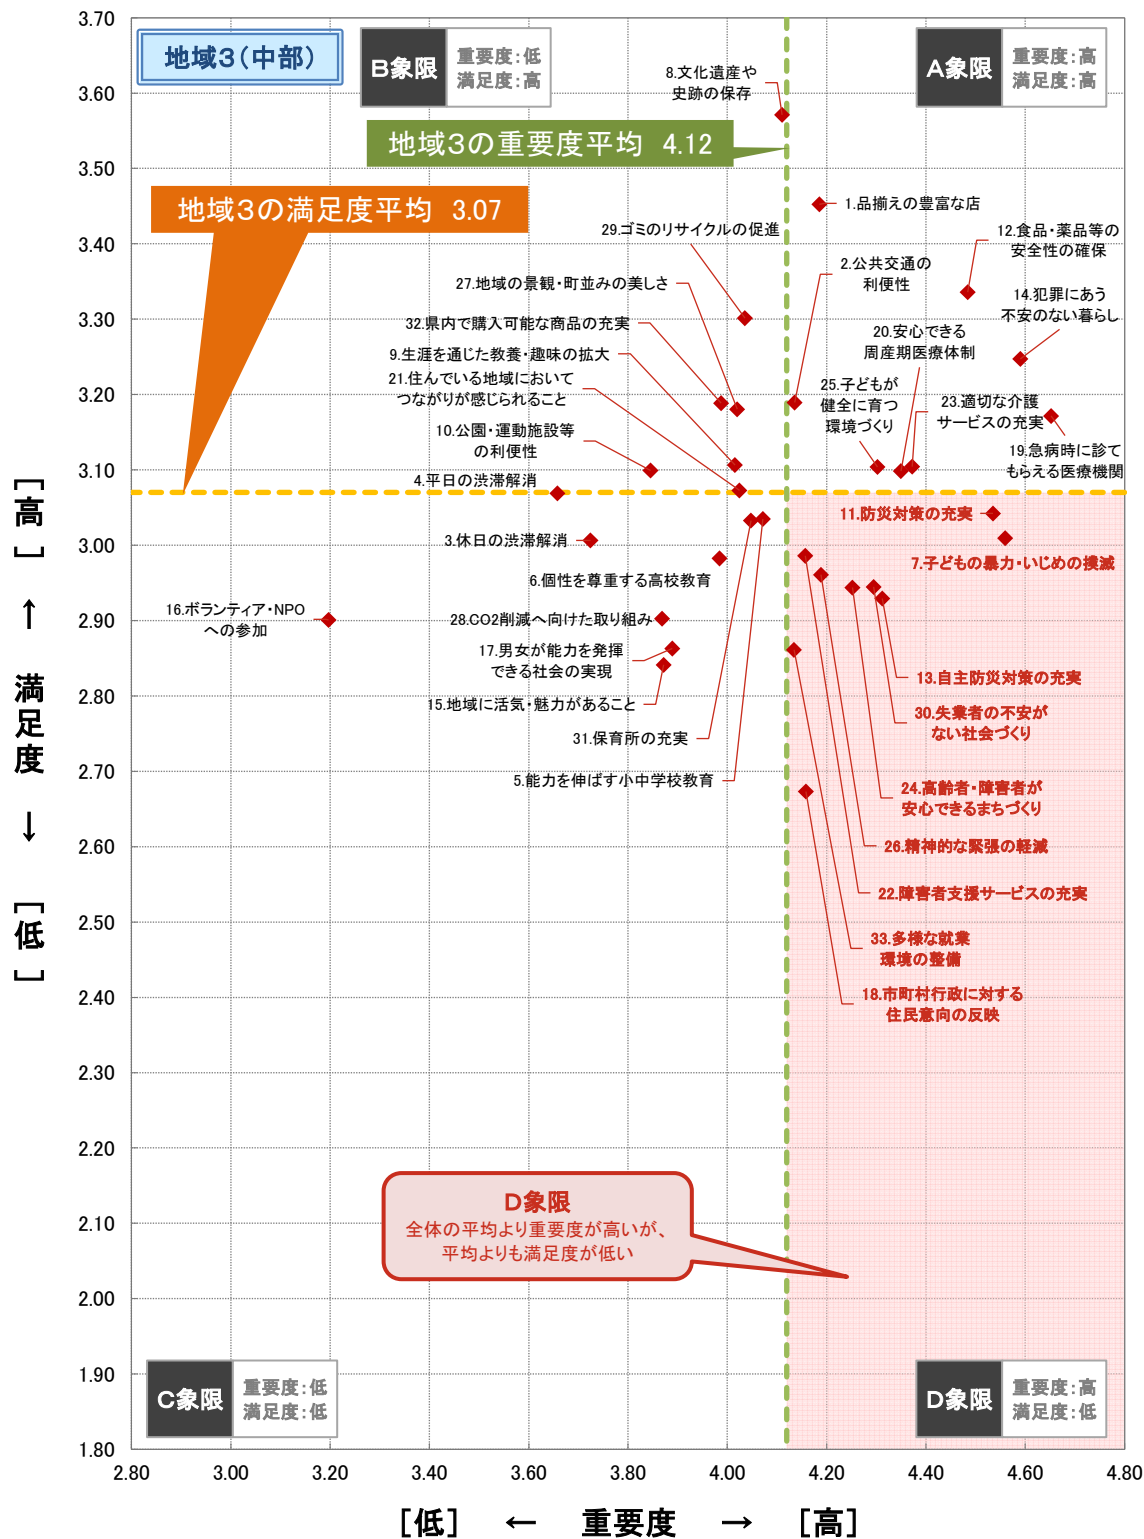 地域3(中部)
B象限
重要度:低
満足度:高
A象限
重要度:高
満足度:高
地域3の重要度平均 4.12
地域3の満足度平均 3.07
8.文化遺産や
史跡の保存
1.品揃えの豊富な店
12.食品・薬品等の
安全性の確保
29.ゴミのリサイクルの促進
2.公共交通の
利便性
27.地域の景観・町並みの美しさ
14.犯罪にあう
不安のない暮らし
32.県内で購入可能な商品の充実
20.安心できる
周産期医療体制
9.生涯を通じた教養・趣味の拡大
21.住んでいる地域において
つながりが感じられること
25.子どもが
健全に育つ
環境づくり
23.適切な介護
サービスの充実
10.公園・運動施設等
の利便性
19.急病時に診て
もらえる医療機関
4.平日の渋滞解消
11.防災対策の充実
3.休日の渋滞解消
7.子どもの暴力・いじめの撲滅
6.個性を尊重する高校教育
16.ボランティア・NPO
への参加
28.CO2削減へ向けた取り組み
17.男女が能力を発揮
できる社会の実現
13.自主防災対策の充実
15.地域に活気・魅力があること
30.失業者の不安が
ない社会づくり
31.保育所の充実
5.能力を伸ばす小中学校教育
24.高齢者・障害者が
安心できるまちづくり
26.精神的な緊張の軽減
22.障害者支援サービスの充実
33.多様な就業
環境の整備
18.市町村行政に対する
住民意向の反映
D象限
全体の平均より重要度が高いが、
平均よりも満足度が低い
C象限
重要度:低
満足度:低
D象限
重要度:高
満足度:低
3.70
3.60
3.50
3.40
3.30
3.20
3.10
3.00
2.90
2.80
2.70
2.60
2.50
2.40
2.30
2.20
2.10
2.00
1.90
1.80
[高] ↑ 満足度 ↓ [低]
2.80 3.00 3.20 3.40 3.60 3.80 4.00 4.20 4.40 4.60 4.80
[低] ← 重要度 → [高]